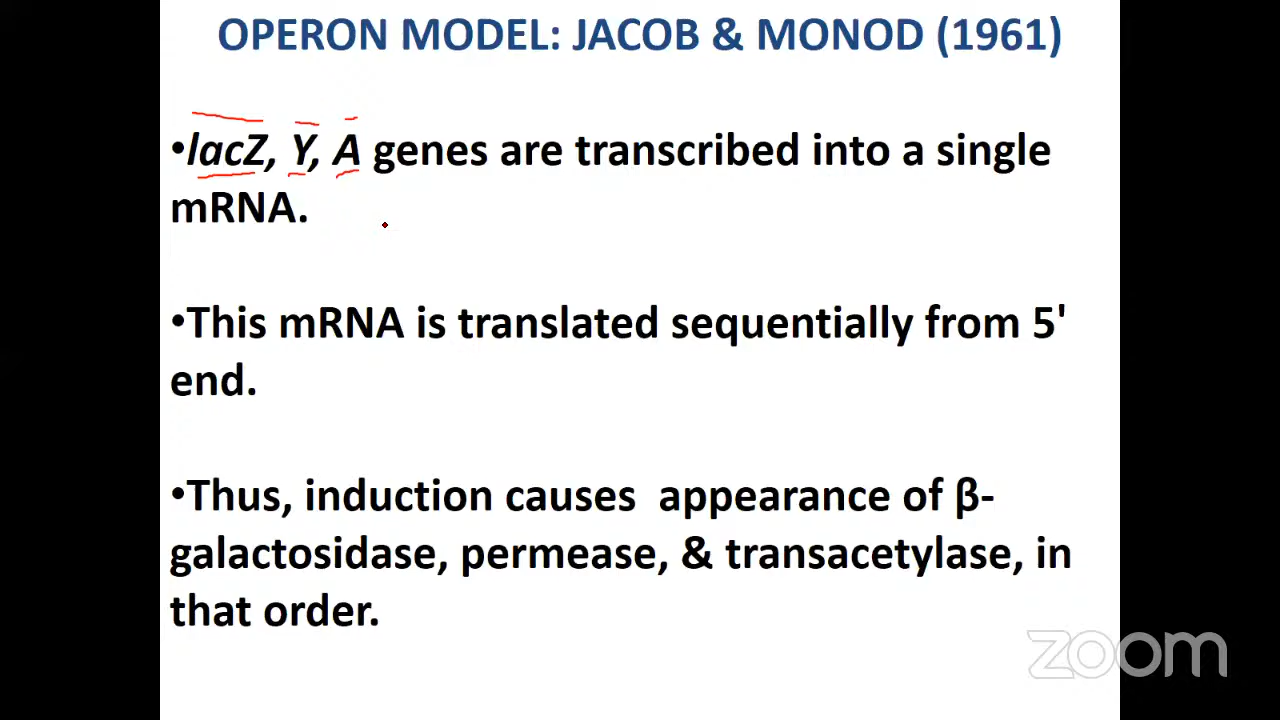 OPERON MODEL: JACOB & MONOD (1961)
•lacZ, Y, A genes are transcribed into a single
mRNA.
•This mRNA is translated sequentially from 5'
end.
•Thus, induction causes  appearance of β-
galactosidase, permease, & transacetylase, in
that order.
zoom